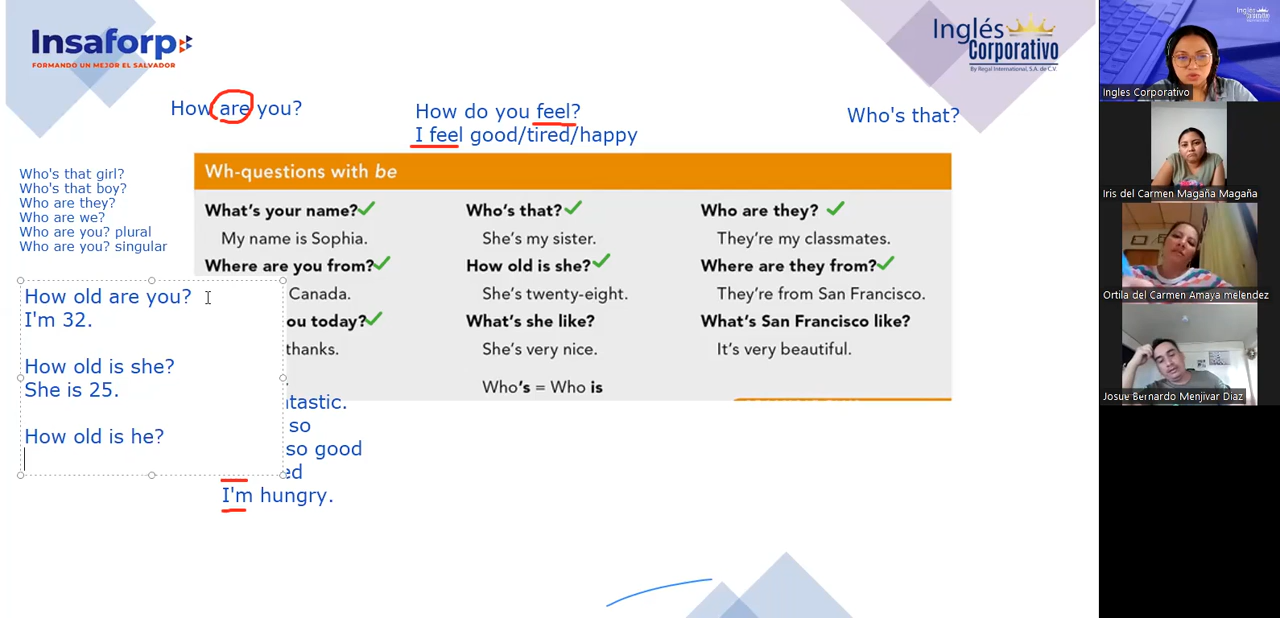 Insaforp
FORMANDO UN MEJOR EL SALVADOR
Inglés
Corporativo
By Regal International, S.A. de C.V.
How are you?
How do you feel?
I feel good/tired/happy
Who's that?
Who's that girl?
Who's that boy?
Who are they?
Who are we?
Who are you? plural
Who are you? singular
Wh-questions with be
What's your name?
My name is Sophia.
Where are you from?
Canada.
ou today?
thanks.
Who's that?
She's my sister.
How old is she?
She's twenty-eight.
What's she like?
She's very nice.
Who's = Who is
Who are they?
They're my classmates.
Where are they from?
They're from San Francisco.
What's San Francisco like?
It's very beautiful.
How old are you?
I'm 32.
How old is she?
She is 25.
How old is he?
ntastic.
so
so good
ed
I'm hungry.
Ingles Corporativo
Iris del Carmen Magaña Magaña
Ortila del Carmen Amaya melendez
Josue Bernardo Menjivar Diaz